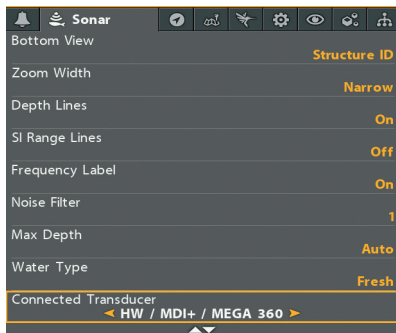 Sonar
Bottom View
Structure ID
Zoom Width
Narrow
Depth Lines
On
SI Range Lines
Off
Frequency Label
On
Noise Filter
1
Max Depth
Auto
Water Type
Fresh
Connected Transducer
HW / MDI+ / MEGA 360